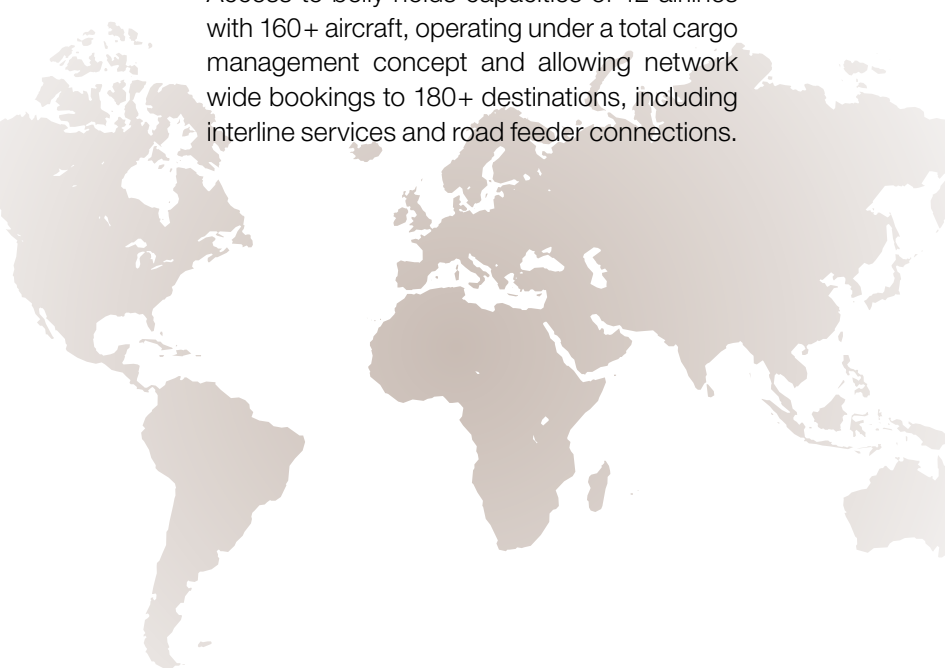 Access to belly holds capacities of 12 airlines
with 160+ aircraft, operating under a total cargo
management concept and allowing network
wide bookings to 180+ destinations, including
interline services and road feeder connections.